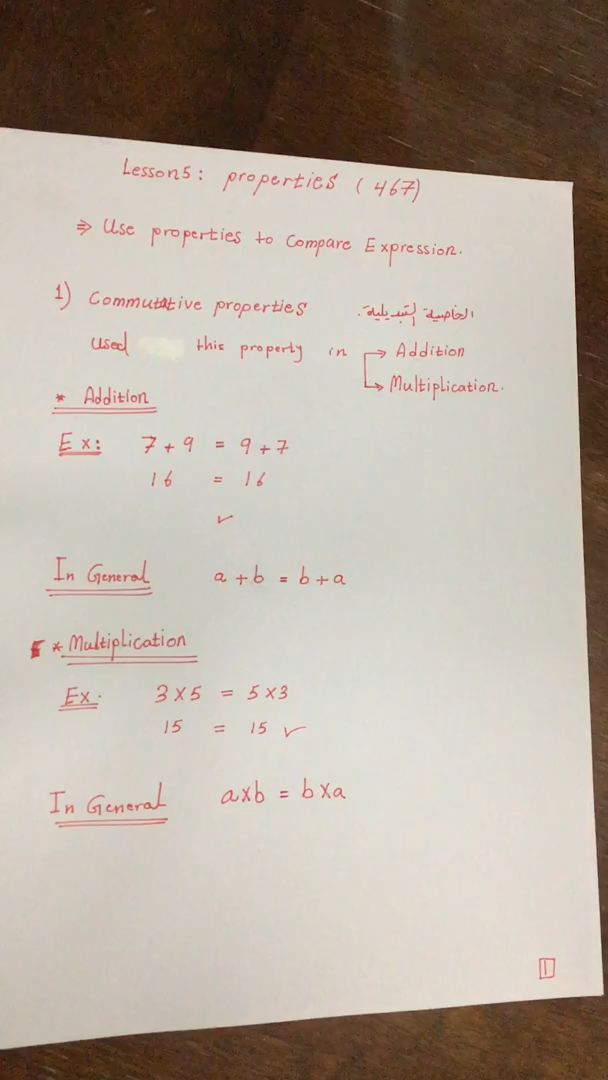 Lesson5: properties (467)
⇒ Use properties to Compare Expression.
1) Commutative properties الخاصية التبديلية.
used this property in → Addition
→ Multiplication.
* Addition
Ex: 7 + 9 = 9 + 7
16 = 16
✓
In General a + b = b + a
* Multiplication
Ex. 3 x 5 = 5 x 3
15 = 15 ✓
In General a x b = b x a
1